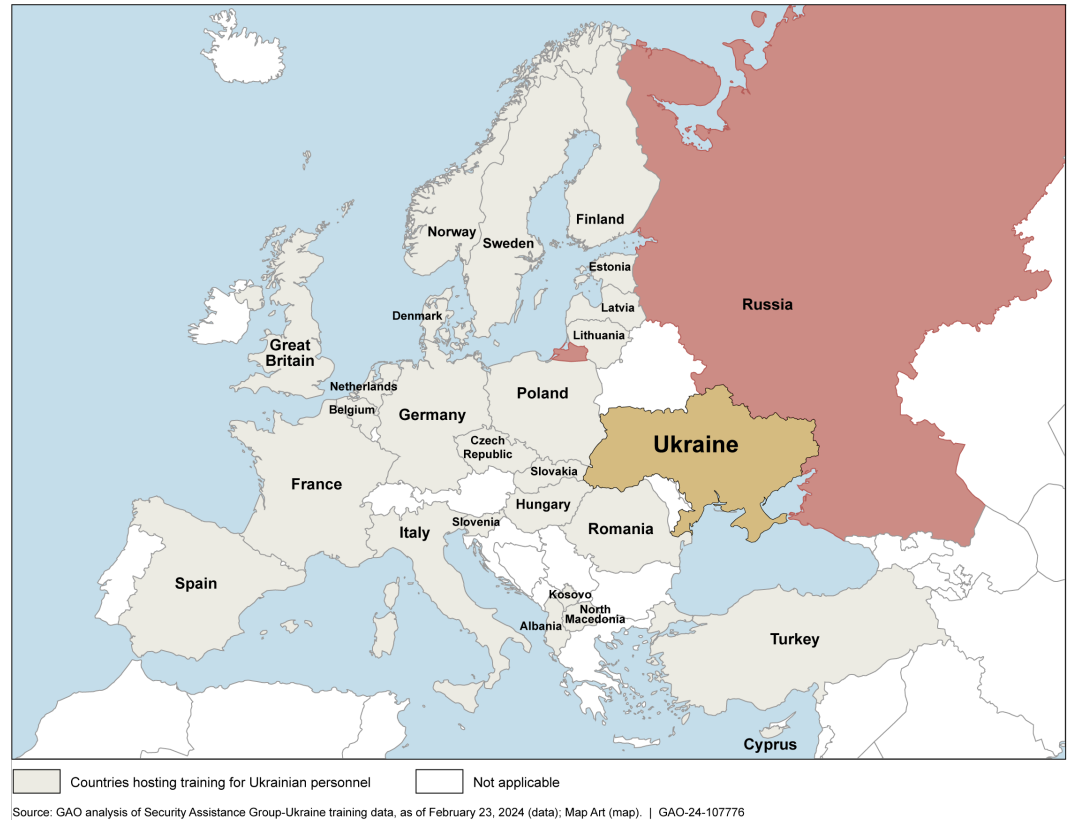 Norway
Sweden
Finland
Estonia
Latvia
Lithuania
Denmark
Russia
Great
Britain
Netherlands
Belgium
Germany
Poland
Czech
Republic
Slovakia
Ukraine
France
Hungary
Slovenia
Italy
Romania
Spain
Kosovo
North
Macedonia
Albania
Turkey
Cyprus
Countries hosting training for Ukrainian personnel
Not applicable
Source: GAO analysis of Security Assistance Group-Ukraine training data, as of February 23, 2024 (data); Map Art (map).  |  GAO-24-107776